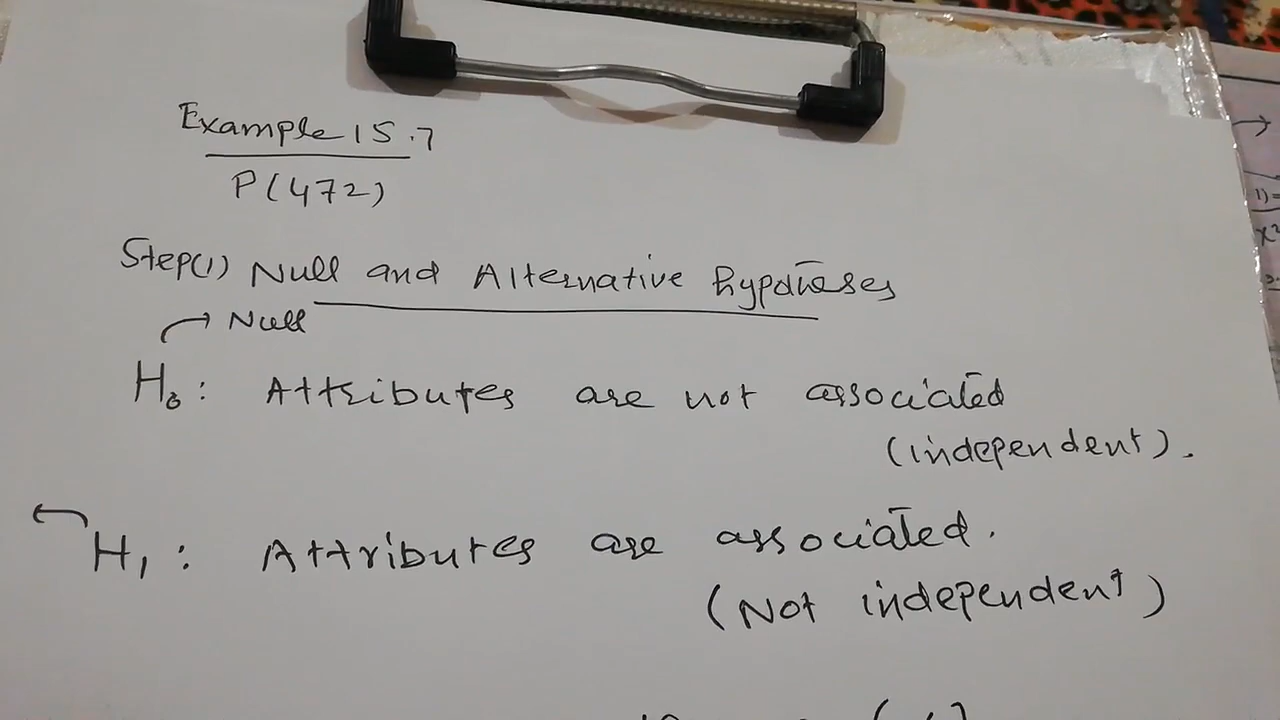 Example 15.7
P(472)
Step(1) Null and Alternative
→ Null
H₀: Attributes are not associated
(independent).
H₁: Attributes are associated.
(Not independent)